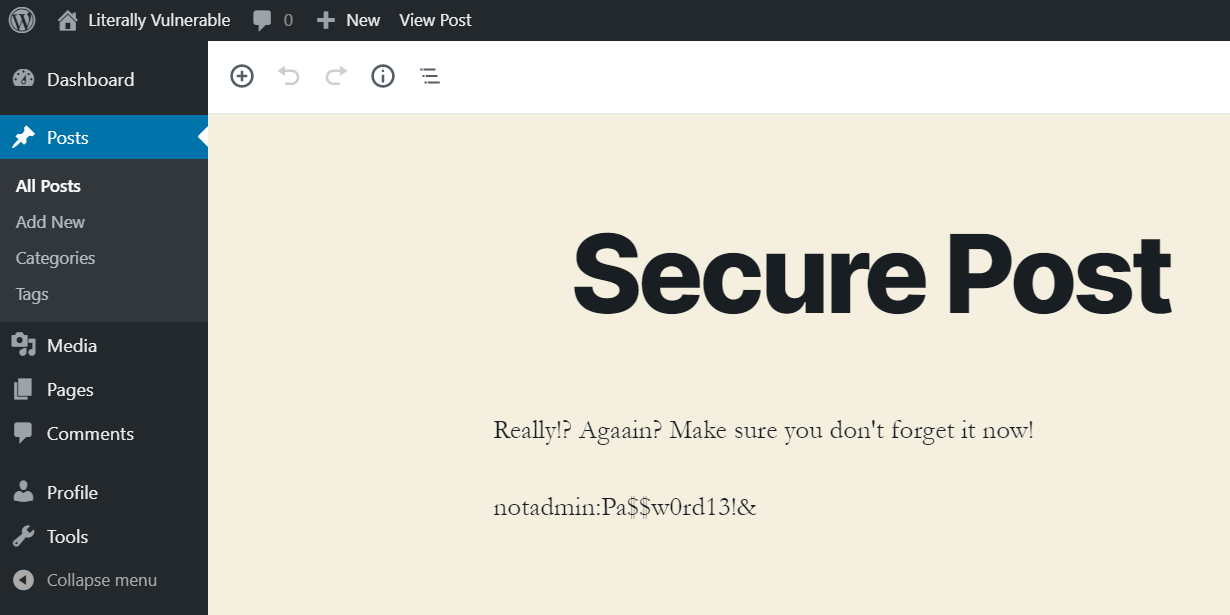 Literally Vulnerable 0 New View Post
Dashboard
Posts
All Posts
Add New
Categories
Tags
Media
Pages
Comments
Profile
Tools
Collapse menu
Secure Post
Really!? Agaain? Make sure you don't forget it now!
notadmin:Pa$$w0rd13!&